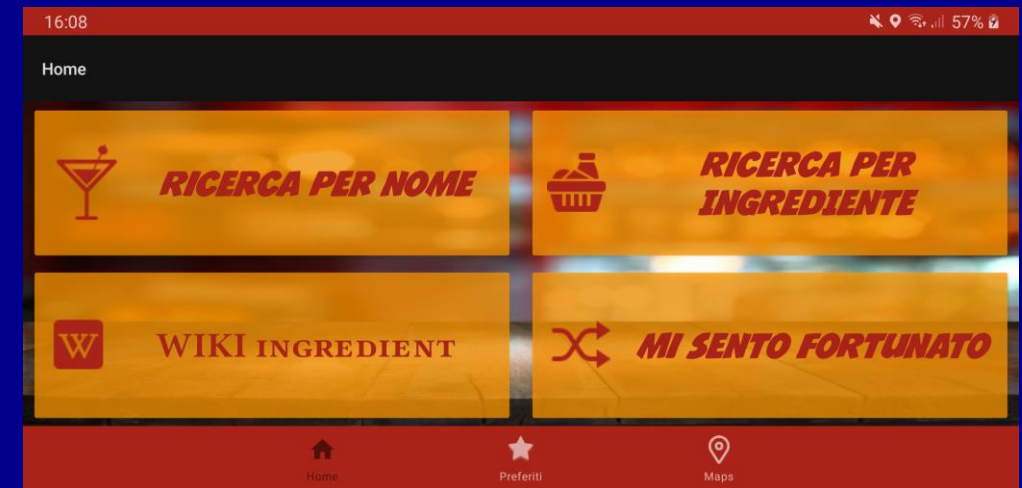 16:08
57%
Home
RICERCA PER NOME
RICERCA PER
INGREDIENTE
W
WIKI INGREDIENT
MI SENTO FORTUNATO
Home
Preferiti
Maps